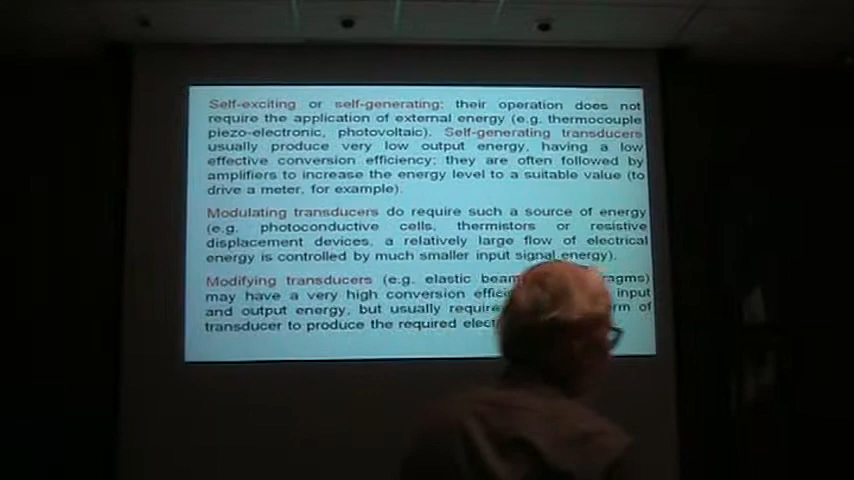 Self-exciting or self-generating: their operation does not
require the application of external energy (e.g. thermocouple
piezo-electronic, photovoltaic). Self-generating transducers
usually produce very low output energy, having a low
effective conversion efficiency; they are often followed by
amplifiers to increase the energy level to a suitable value (to
drive a meter, for example).
Modulating transducers do require such a source of energy
(e.g. photoconductive cells, thermistors or resistive
displacement devices, a relatively large flow of electrical
energy is controlled by much smaller input signal energy).
Modifying transducers (e.g. elastic
may have a very high conversion input
and output energy, but usually of
transducer to produce the required